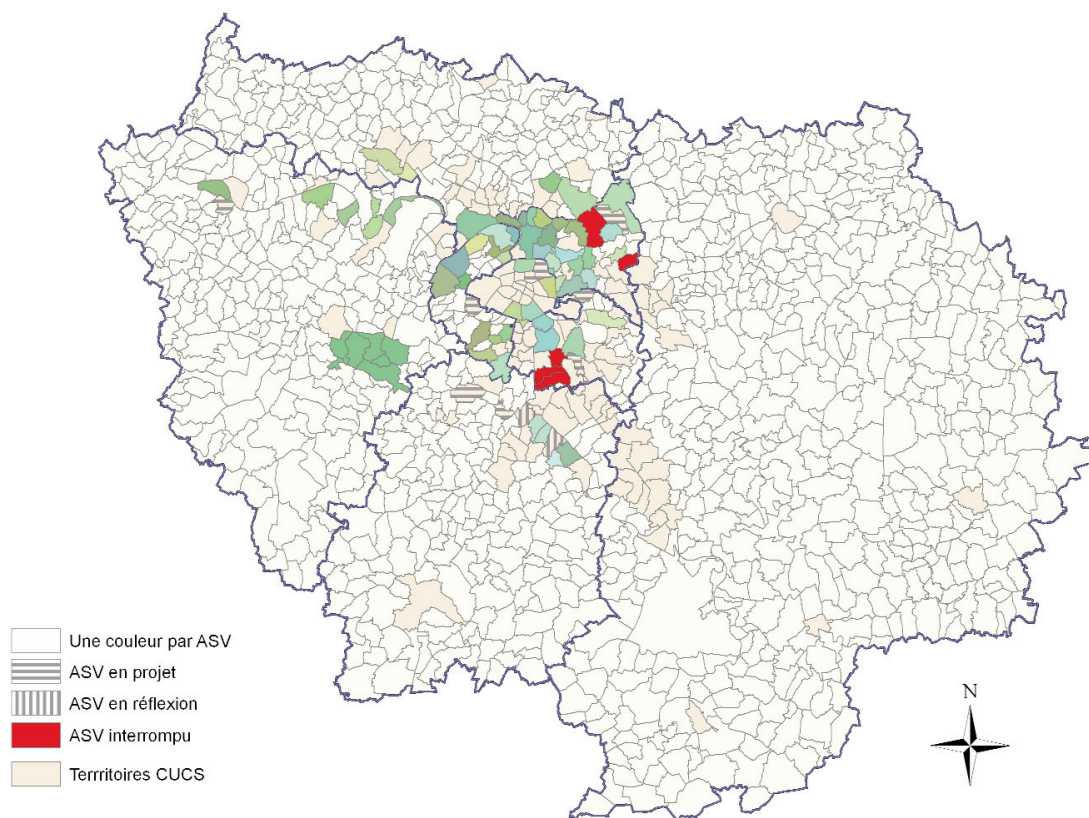 Une couleur par ASV
ASV en projet
ASV en réflexion
ASV interrompu
Terrritoires CUCS
N